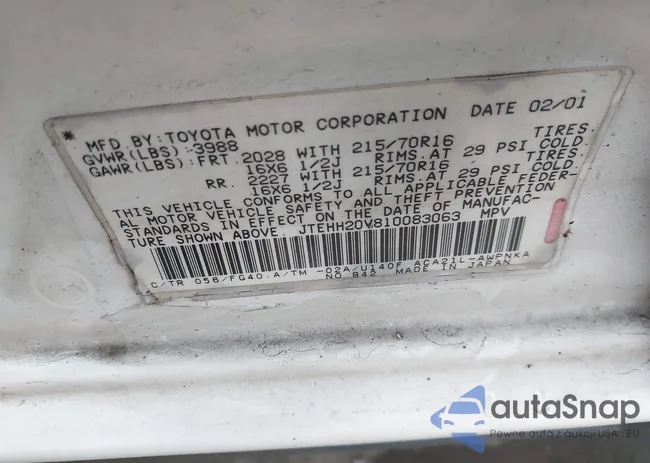 * MFD. BY: TOYOTA MOTOR CORPORATION DATE 02/01
GVWR(LBS): 3988
GAWR(LBS): FRT. 2028 WITH 215/70R16 TIRES
16X6 1/2J RIMS.AT 29 PSI COLD.
RR. 2227 WITH 215/70R16 TIRES
16X6 1/2J RIMS.AT 29 PSI COLD.
THIS VEHICLE CONFORMS TO ALL APPLICABLE FEDER-
AL MOTOR VEHICLE SAFETY AND THEFT PREVENTION
STANDARDS IN EFFECT ON THE DATE OF MANUFAC-
TURE SHOWN ABOVE. JTEHH20V810083063 MPV
C/TR 056/FG40 A/TM -02A/U140F ACA21L-AWPNKA
NO.842 MADE IN JAPAN
autoSnap
Pewne auto z aukcji USA i EU